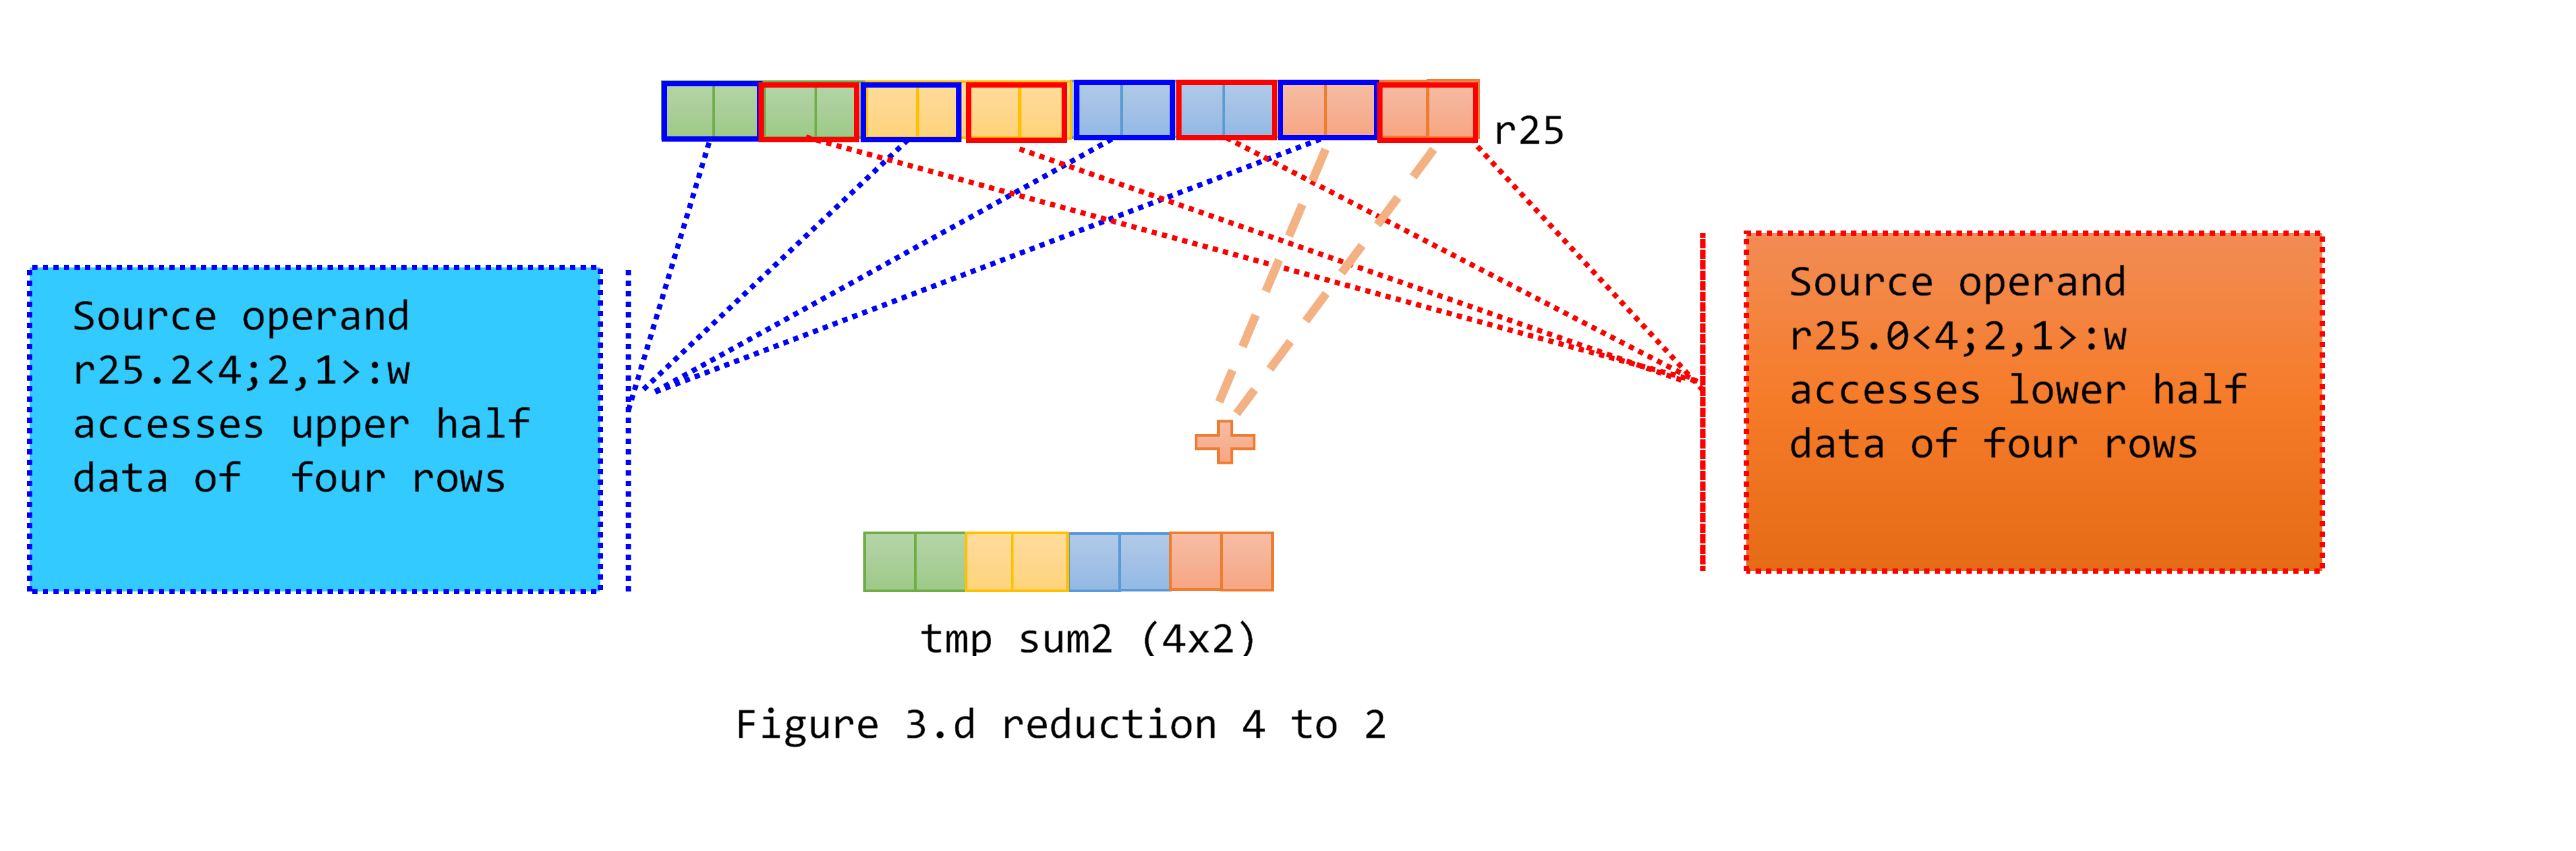 r25
Source operand
r25.2<4;2,1>:w
accesses upper half
data of  four rows
Source operand
r25.0<4;2,1>:w
accesses lower half
data of four rows
tmp sum2 (4x2)
Figure 3.d reduction 4 to 2